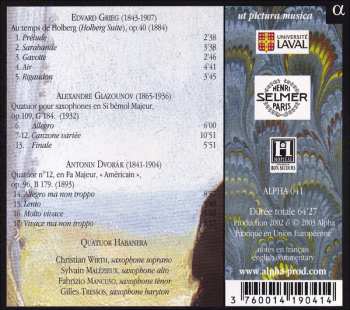 EDVARD GRIEG (1843-1907)
Au temps de Holberg (Holberg Suite), op.40 (1884)
1. Prélude 2'38
2. Sarabande 3'38
3. Gavotte 2'46
4. Air 4'45
5. Rigaudon 3'45
ALEXANDRE GLAZOUNOV (1865-1936)
Quatuor pour saxophones en Si bémol Majeur,
op.109, G 184. (1932)
6. Allegro 6'00
7-12. Canzone variée 10'51
13. Finale 5'51
ANTONIN DVORÁK (1841-1904)
Quatuor n°12, en Fa Majeur, « Américain »,
op. 96, B 179. (1893)
14. Allegro ma non troppo
15. Lento
16. Molto vivace
17. Vivace ma non troppo
QUATUOR HABANERA
Christian WIRTH, saxophone soprano
Sylvain MALÉZIEUX, saxophone alto
Fabrizio MANCUSO, saxophone ténor
Gilles TRESSOS, saxophone baryton
ut pictura musica
α
UNIVERSITÉ
LAVAL
HENRI
SELMER
PARIS
ALPHA 041
Durée totale 64'27
Production 2002 & © 2003 Alpha
Fabriqué en Union Européenne
notes en français
english commentary
www.alpha-prod.com
3 760014 190414